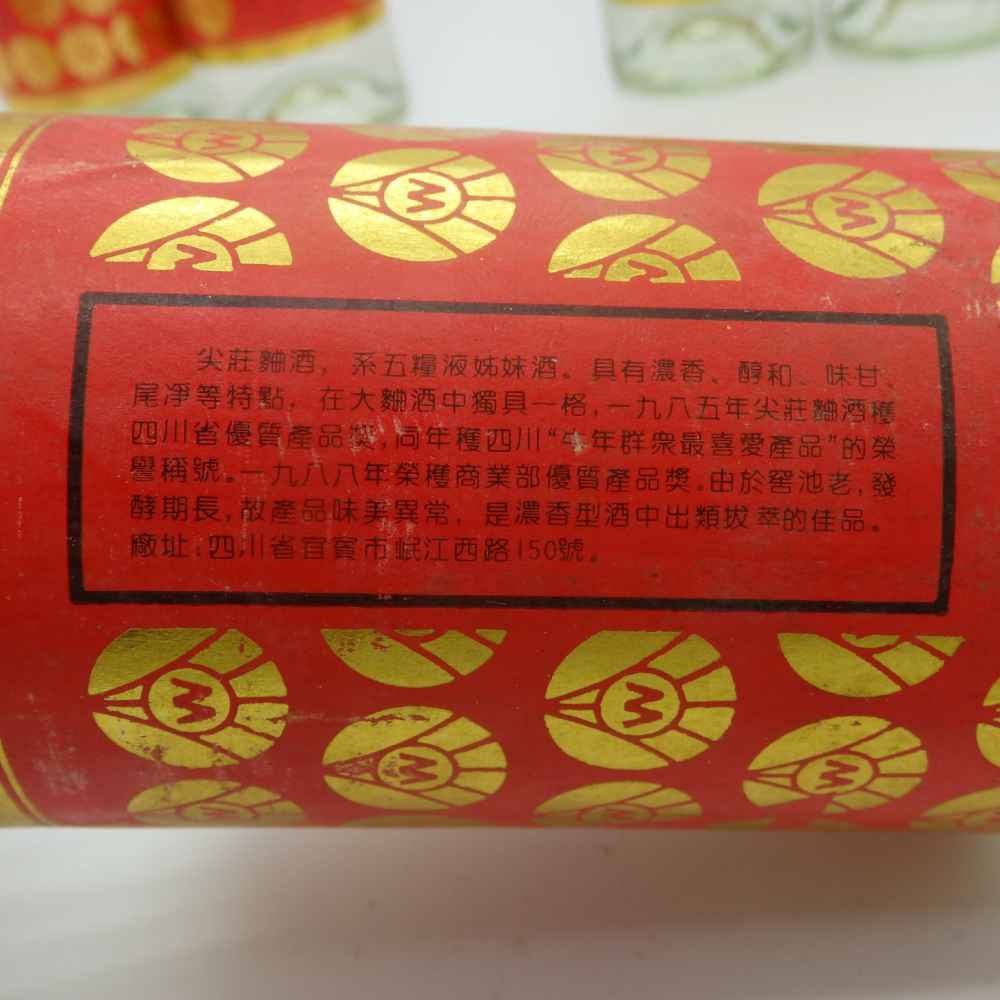 尖莊麯酒，系五糧液姊妹酒。具有濃香、醇和、味甘、
尾凈等特點，在大麯酒中獨具一格,一九八五年尖莊麯酒穫
四川省優質產品獎,同年穫四川“牛年群衆最喜愛產品”的榮
譽稱號。一九八八年榮穫商業部優質產品獎.由於窖池老,發
酵期長,故產品味美異常，是濃香型酒中出類拔萃的佳品。
廠址:四川省宜賓市岷江西路150號。